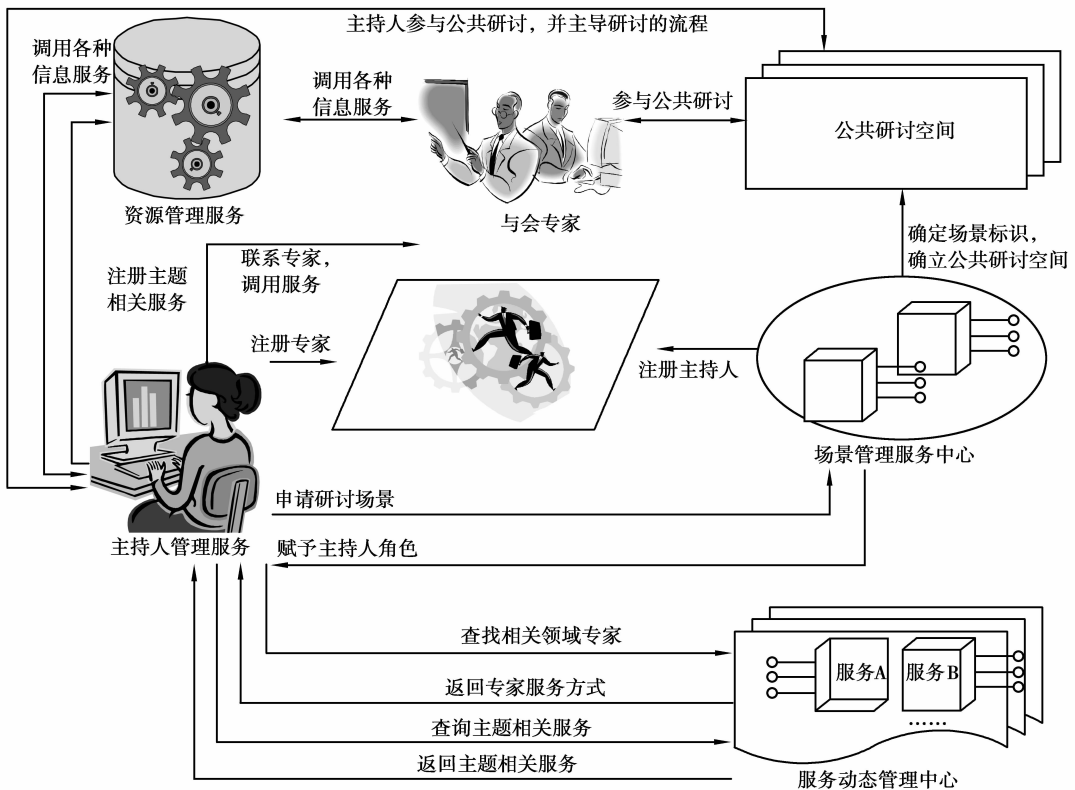 主持人参与公共研讨，并主导研讨的流程
调用各种
信息服务
调用各种
信息服务
参与公共研讨
公共研讨空间
资源管理服务
与会专家
确定场景标识，
确立公共研讨空间
注册主题
相关服务
联系专家，
调用服务
注册专家
注册主持人
场景管理服务中心
申请研讨场景
主持人管理服务
赋予主持人角色
查找相关领域专家
服务A
服务B
返回专家服务方式
……
查询主题相关服务
返回主题相关服务
服务动态管理中心